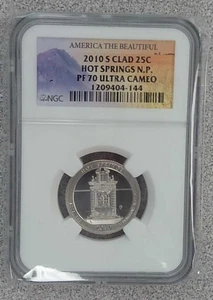 AMERICA THE BEAUTIFUL
2010 S CLAD 25C
HOT SPRINGS N.P.
PF 70 ULTRA CAMEO
1209404-144
NGC